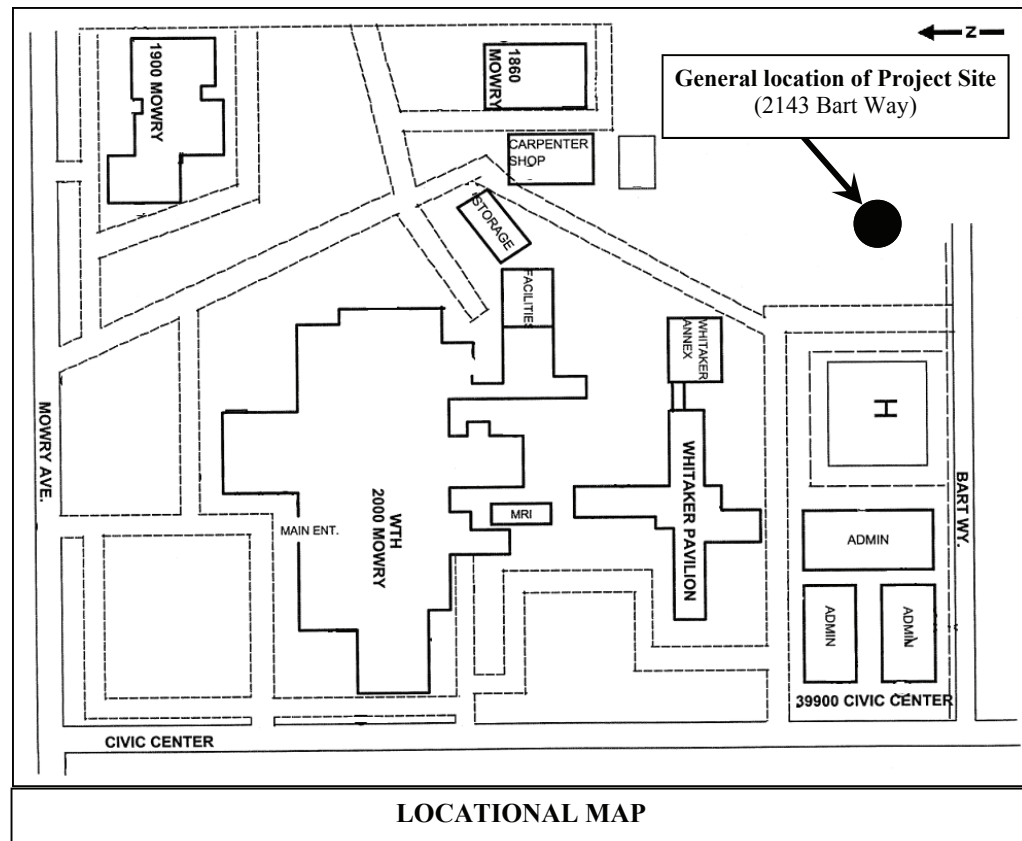 N
General location of Project Site
(2143 Bart Way)
1900 MOWRY
1860
MOWRY
CARPENTER
SHOP
STORAGE
FACILITIES
WHITAKER
ANNEX
H
MOWRY AVE.
BART WY.
WTH
2000 MOWRY
MAIN ENT.
MRI
WHITAKER PAVILION
ADMIN
ADMIN
ADMIN
39900 CIVIC CENTER
CIVIC CENTER
LOCATIONAL MAP